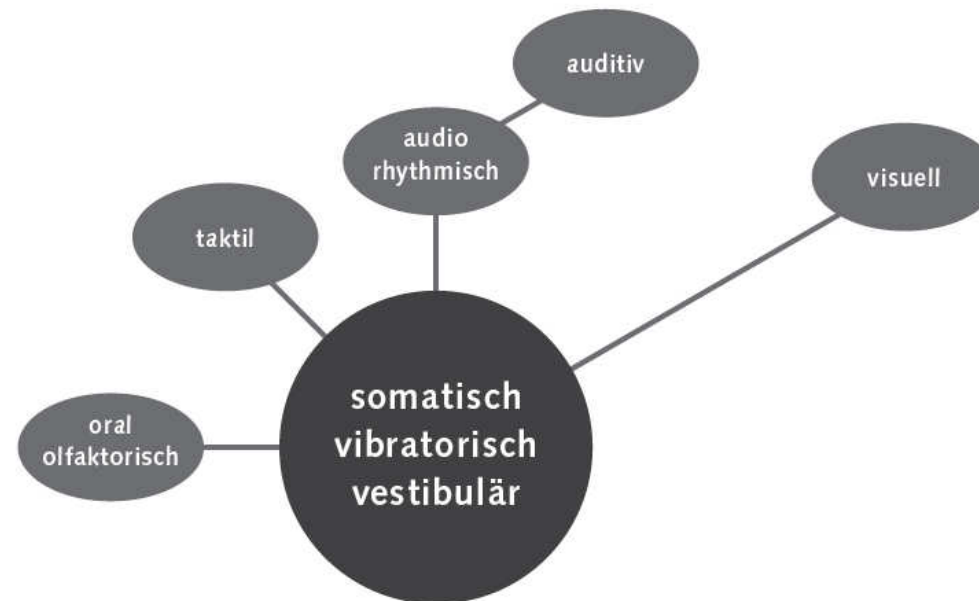 auditiv
audio
rhythmisch
visuell
taktil
somatisch
vibratorisch
vestibulär
oral
olfaktorisch